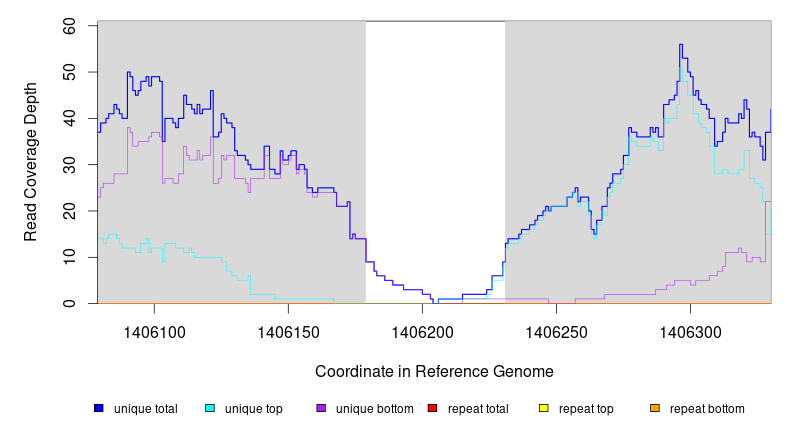 60
50
40
30
20
10
0
Read Coverage Depth
1406100 1406150 1406200 1406250 1406300
Coordinate in Reference Genome
unique total unique top unique bottom repeat total repeat top repeat bottom